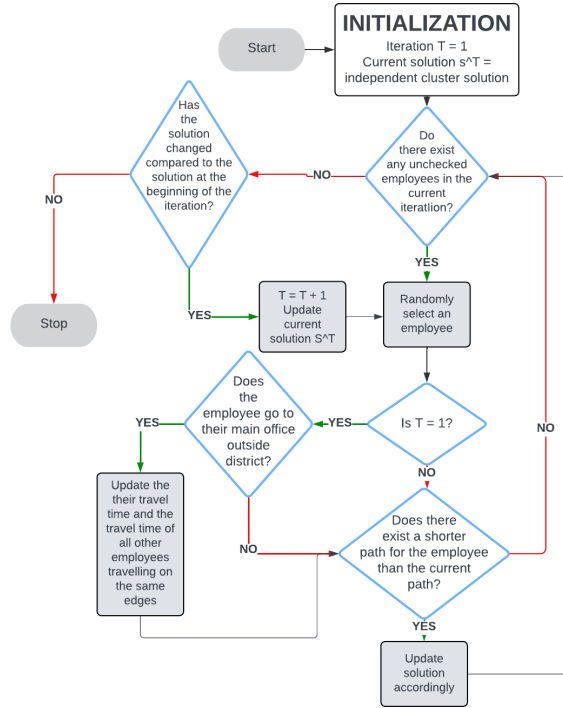 Start
INITIALIZATION
Iteration T = 1
Current solution s^T =
independent cluster solution
Has
the
solution
changed
compared to the
solution at the
beginning of the
iteration?
Do
there exist
any unchecked
employees in the
current
iteratIion?
NO
NO
YES
YES
T = T + 1
Update
current
solution S^T
Randomly
select an
employee
Stop
Does
the
employee go to
their main office
outside
district?
YES
YES
Is T = 1?
NO
NO
Update the
their travel
time and the
travel time of
all other
employees
travelling on
the same
edges
NO
Does there
exist a shorter
path for the employee
than the current
path?
YES
Update
solution
accordingly